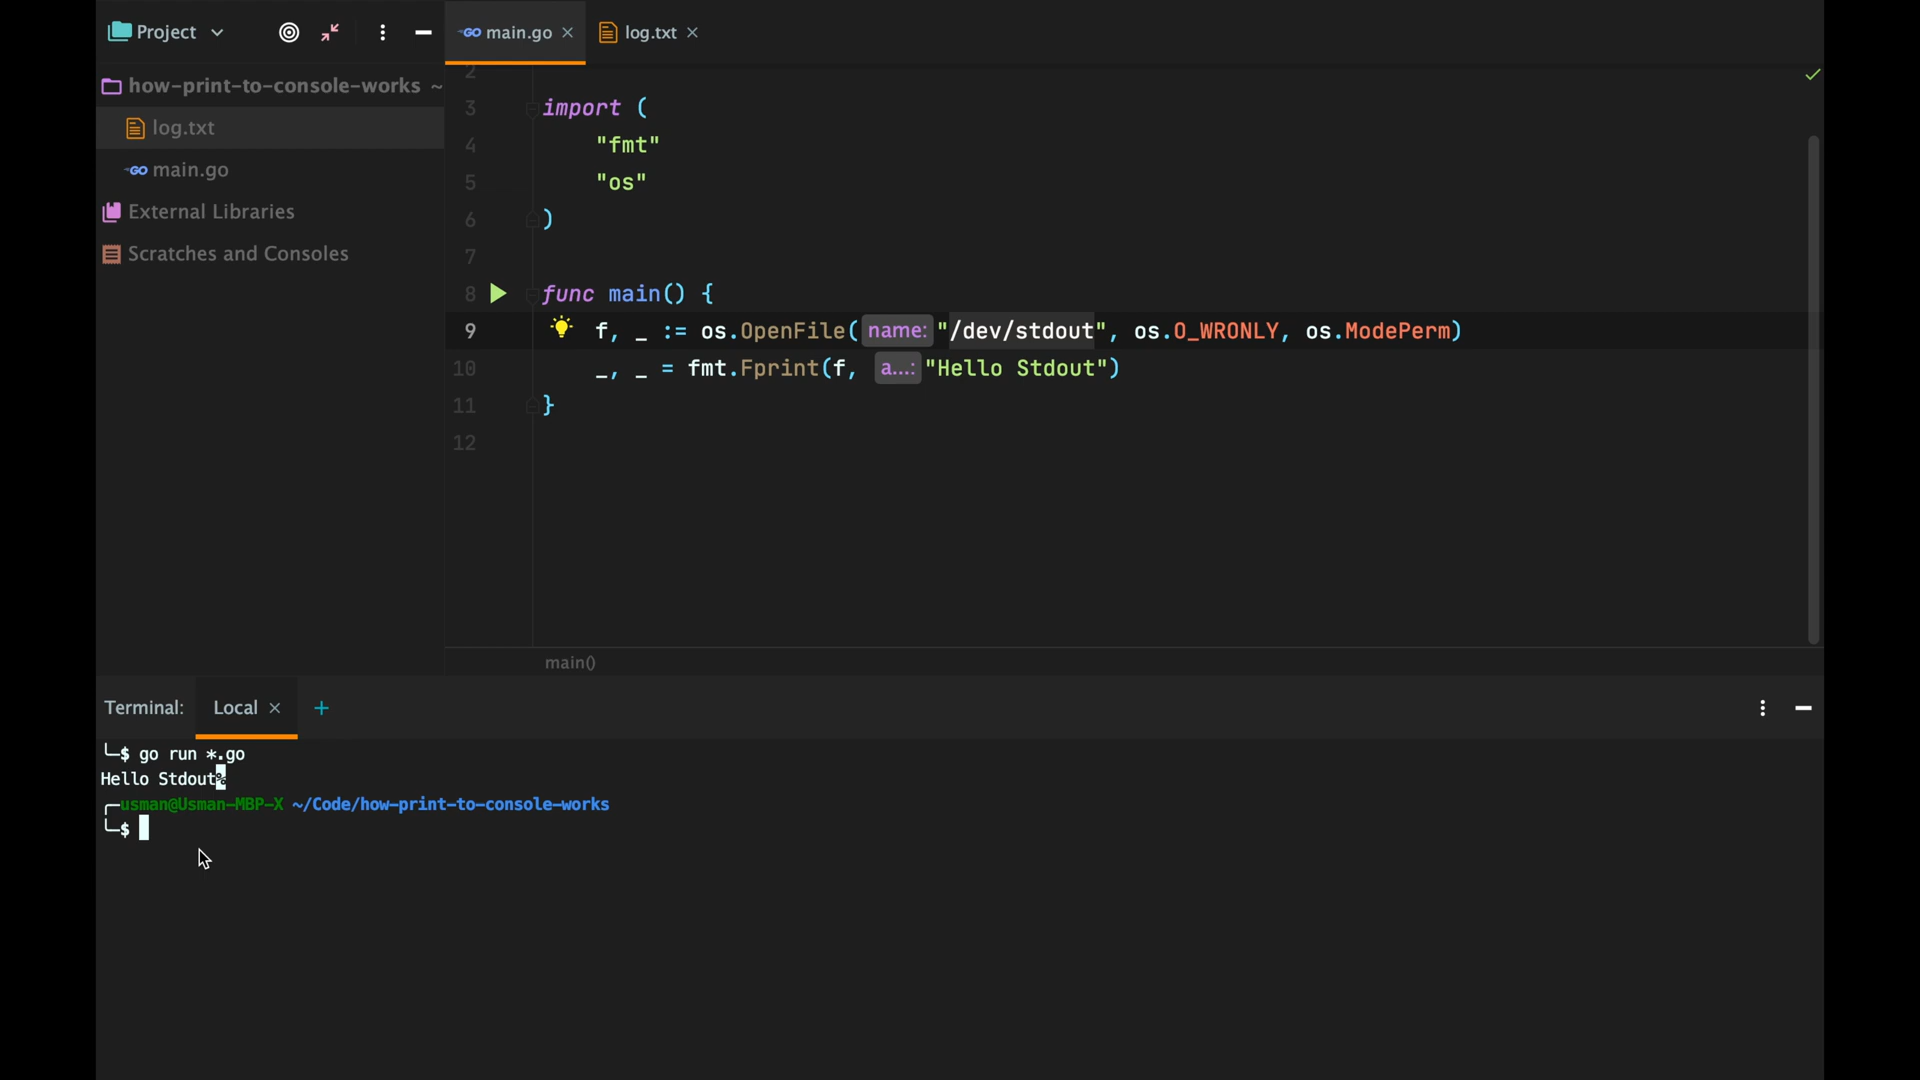 Project
main.go
log.txt
how-print-to-console-works ~
log.txt
main.go
External Libraries
Scratches and Consoles
2
3 import (
4 "fmt"
5 "os"
6 )
7
8 func main() {
9 f, _ := os.OpenFile( name: "/dev/stdout", os.O_WRONLY, os.ModePerm)
10 _, _ = fmt.Fprint(f, a...: "Hello Stdout")
11 }
12
main()
Terminal: Local +
└─$ go run *.go
Hello Stdout%
┌─usman@Usman-MBP-X ~/Code/how-print-to-console-works
└─$